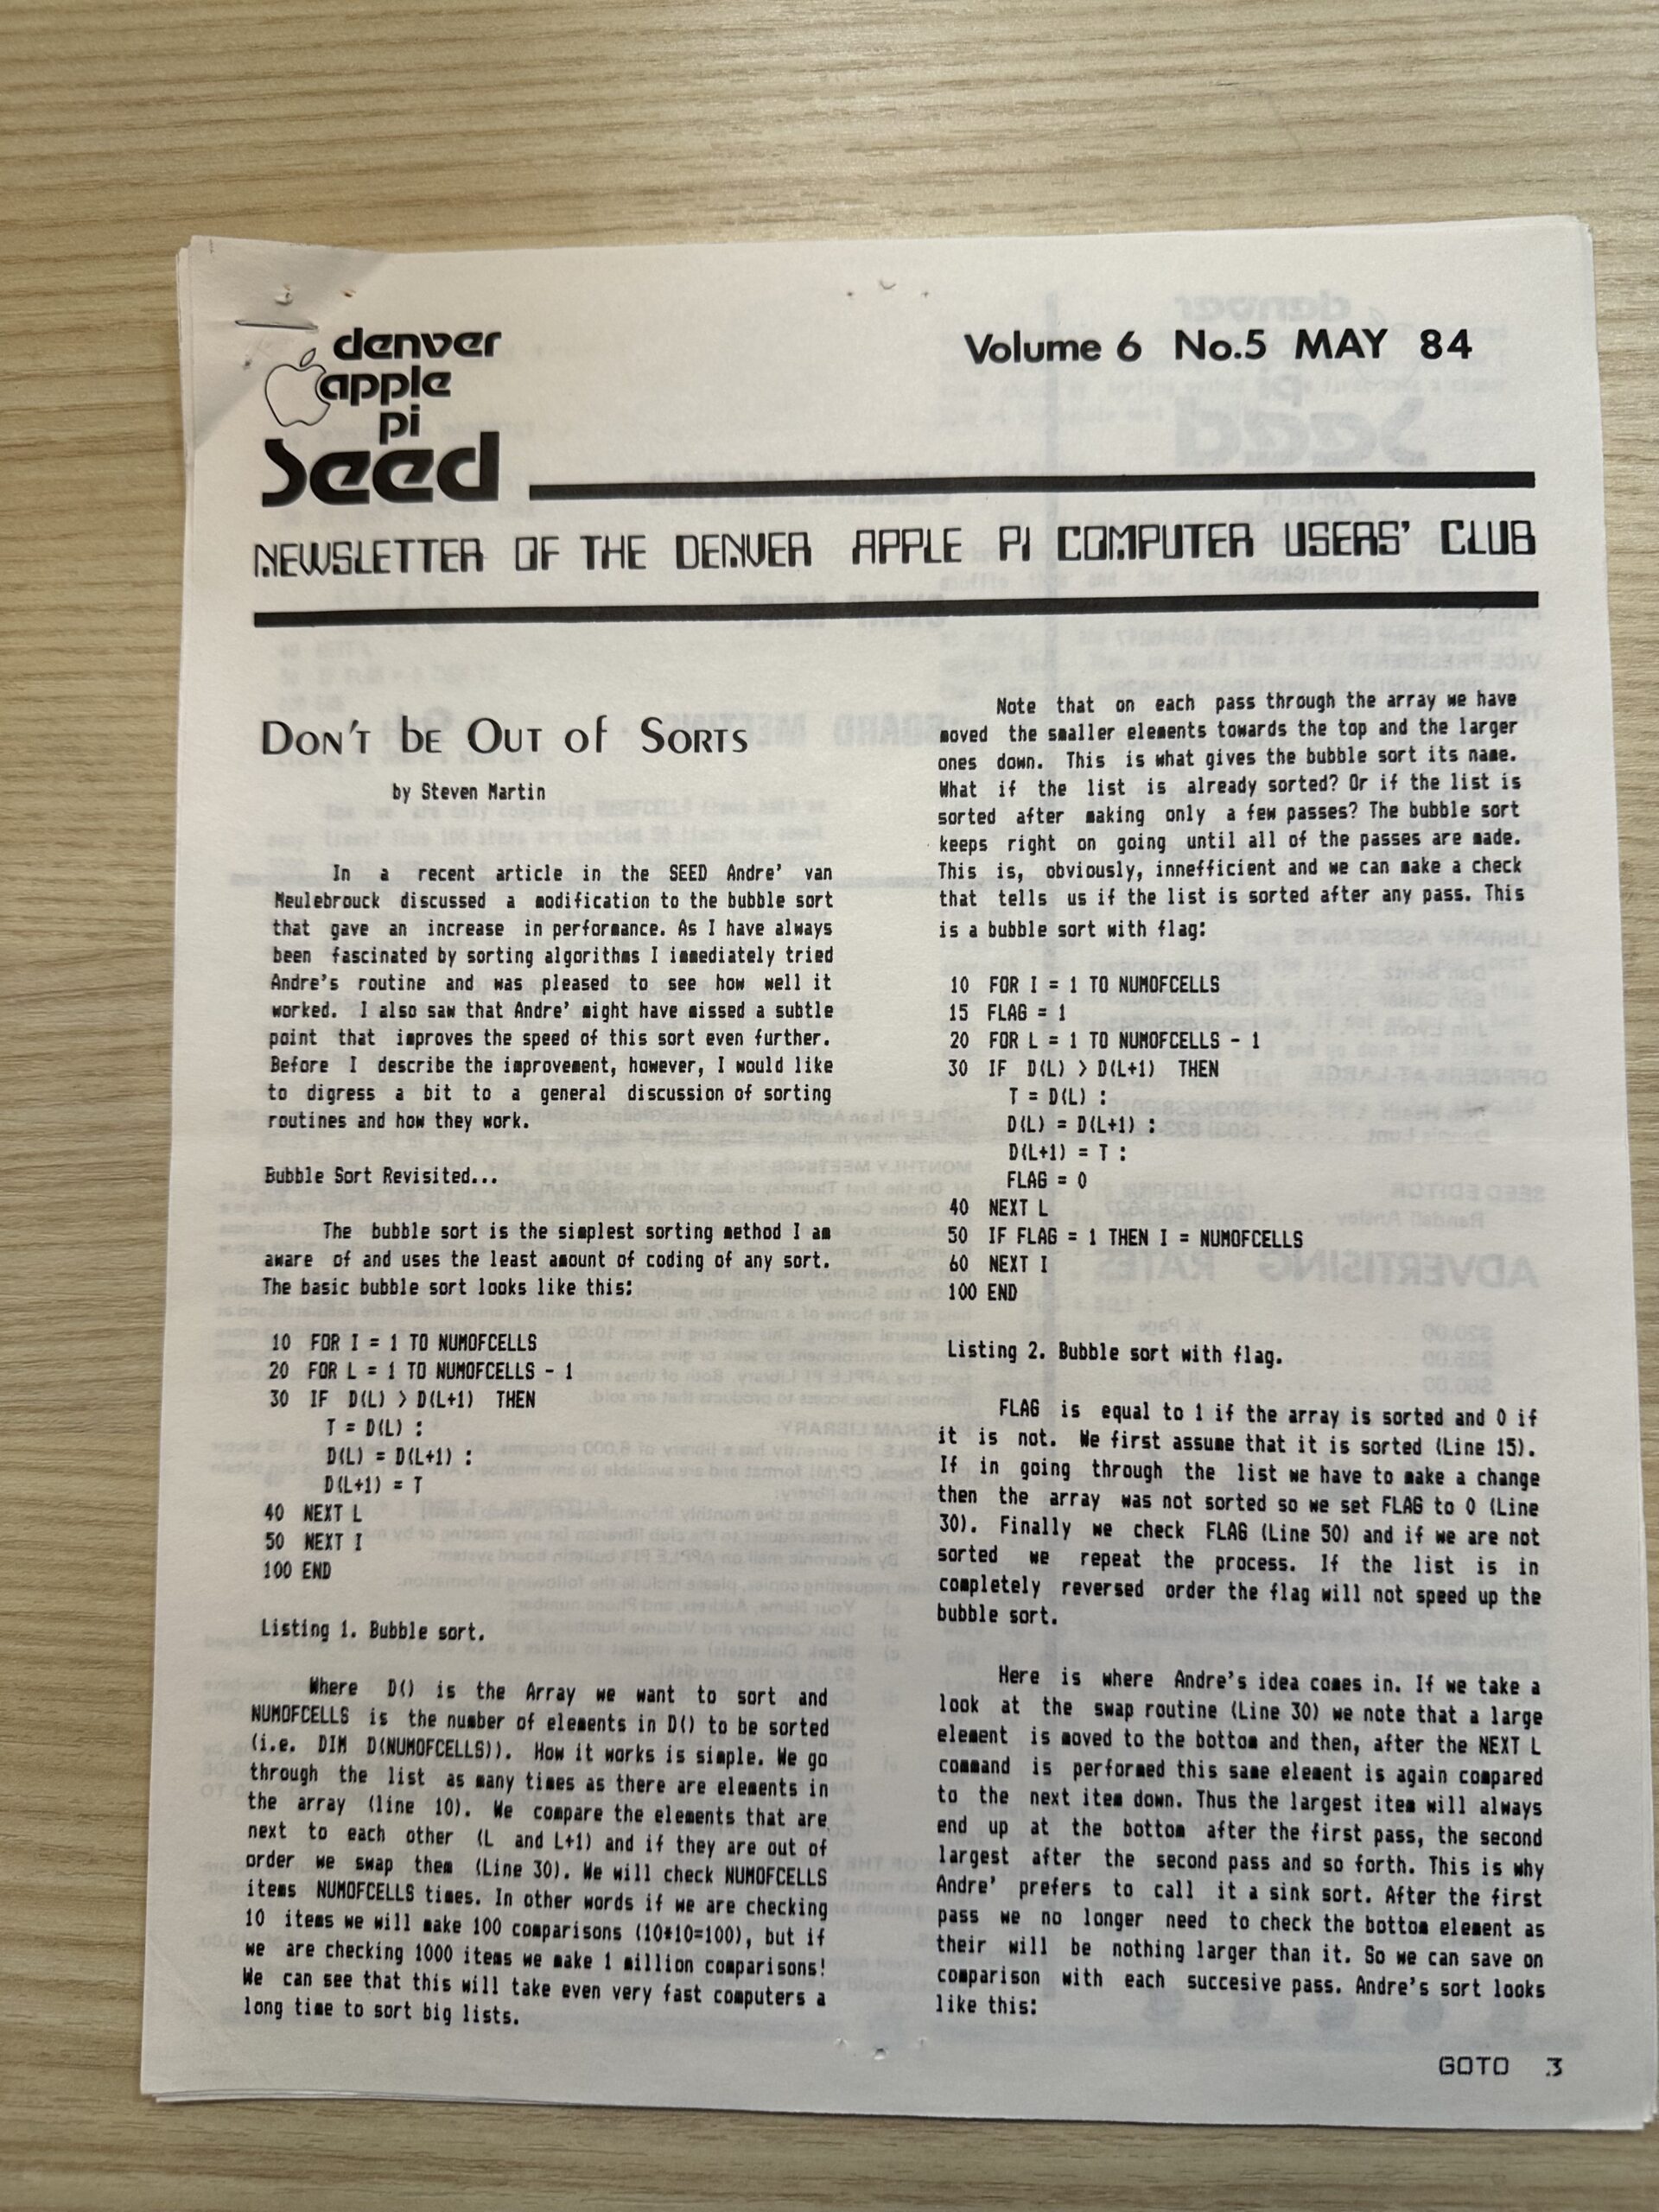 denver
apple
pi
Seed
Volume 6 No.5 MAY 84
NEWSLETTER OF THE DENVER APPLE PI COMPUTER USERS' CLUB
DON'T bE OUT of SORTS
by Steven Martin
In a recent article in the SEED Andre' van
Meulebrouck discussed a modification to the bubble sort
that gave an increase in performance. As I have always
been fascinated by sorting algorithms I immediately tried
Andre's routine and was pleased to see how well it
worked. I also saw that Andre' might have missed a subtle
point that improves the speed of this sort even further.
Before I describe the improvement, however, I would like
to digress a bit to a general discussion of sorting
routines and how they work.
Bubble Sort Revisited...
The bubble sort is the simplest sorting method I am
aware of and uses the least amount of coding of any sort.
The basic bubble sort looks like this:
10 FOR I = 1 TO NUMOFCELLS
20 FOR L = 1 TO NUMOFCELLS - 1
30 IF D(L) > D(L+1) THEN
T = D(L) :
D(L) = D(L+1) :
D(L+1) = T
40 NEXT L
50 NEXT I
100 END
Listing 1. Bubble sort.
Where D() is the Array we want to sort and
NUMOFCELLS is the number of elements in D() to be sorted
(i.e. DIM D(NUMOFCELLS)). How it works is simple. We go
through the list as many times as there are elements in
the array (line 10). We compare the elements that are
next to each other (L and L+1) and if they are out of
order we swap them (Line 30). We will check NUMOFCELLS
items NUMOFCELLS times. In other words if we are checking
10 items we will make 100 comparisons (10*10=100), but if
we are checking 1000 items we make 1 million comparisons!
We can see that this will take even very fast computers a
long time to sort big lists.
Note that on each pass through the array we have
moved the smaller elements towards the top and the larger
ones down. This is what gives the bubble sort its name.
What if the list is already sorted? Or if the list is
sorted after making only a few passes? The bubble sort
keeps right on going until all of the passes are made.
This is, obviously, innefficient and we can make a check
that tells us if the list is sorted after any pass. This
is a bubble sort with flag:
10 FOR I = 1 TO NUMOFCELLS
15 FLAG = 1
20 FOR L = 1 TO NUMOFCELLS - 1
30 IF D(L) > D(L+1) THEN
T = D(L) :
D(L) = D(L+1) :
D(L+1) = T :
FLAG = 0
40 NEXT L
50 IF FLAG = 1 THEN I = NUMOFCELLS
60 NEXT I
100 END
Listing 2. Bubble sort with flag.
FLAG is equal to 1 if the array is sorted and 0 if
it is not. We first assume that it is sorted (Line 15).
If in going through the list we have to make a change
then the array was not sorted so we set FLAG to 0 (Line
30). Finally we check FLAG (Line 50) and if we are not
sorted we repeat the process. If the list is in
completely reversed order the flag will not speed up the
bubble sort.
Here is where Andre's idea comes in. If we take a
look at the swap routine (Line 30) we note that a large
element is moved to the bottom and then, after the NEXT L
command is performed this same element is again compared
to the next item down. Thus the largest item will always
end up at the bottom after the first pass, the second
largest after the second pass and so forth. This is why
Andre' prefers to call it a sink sort. After the first
pass we no longer need to check the bottom element as
their will be nothing larger than it. So we can save on
comparison with each succesive pass. Andre's sort looks
like this:
GOTO 3